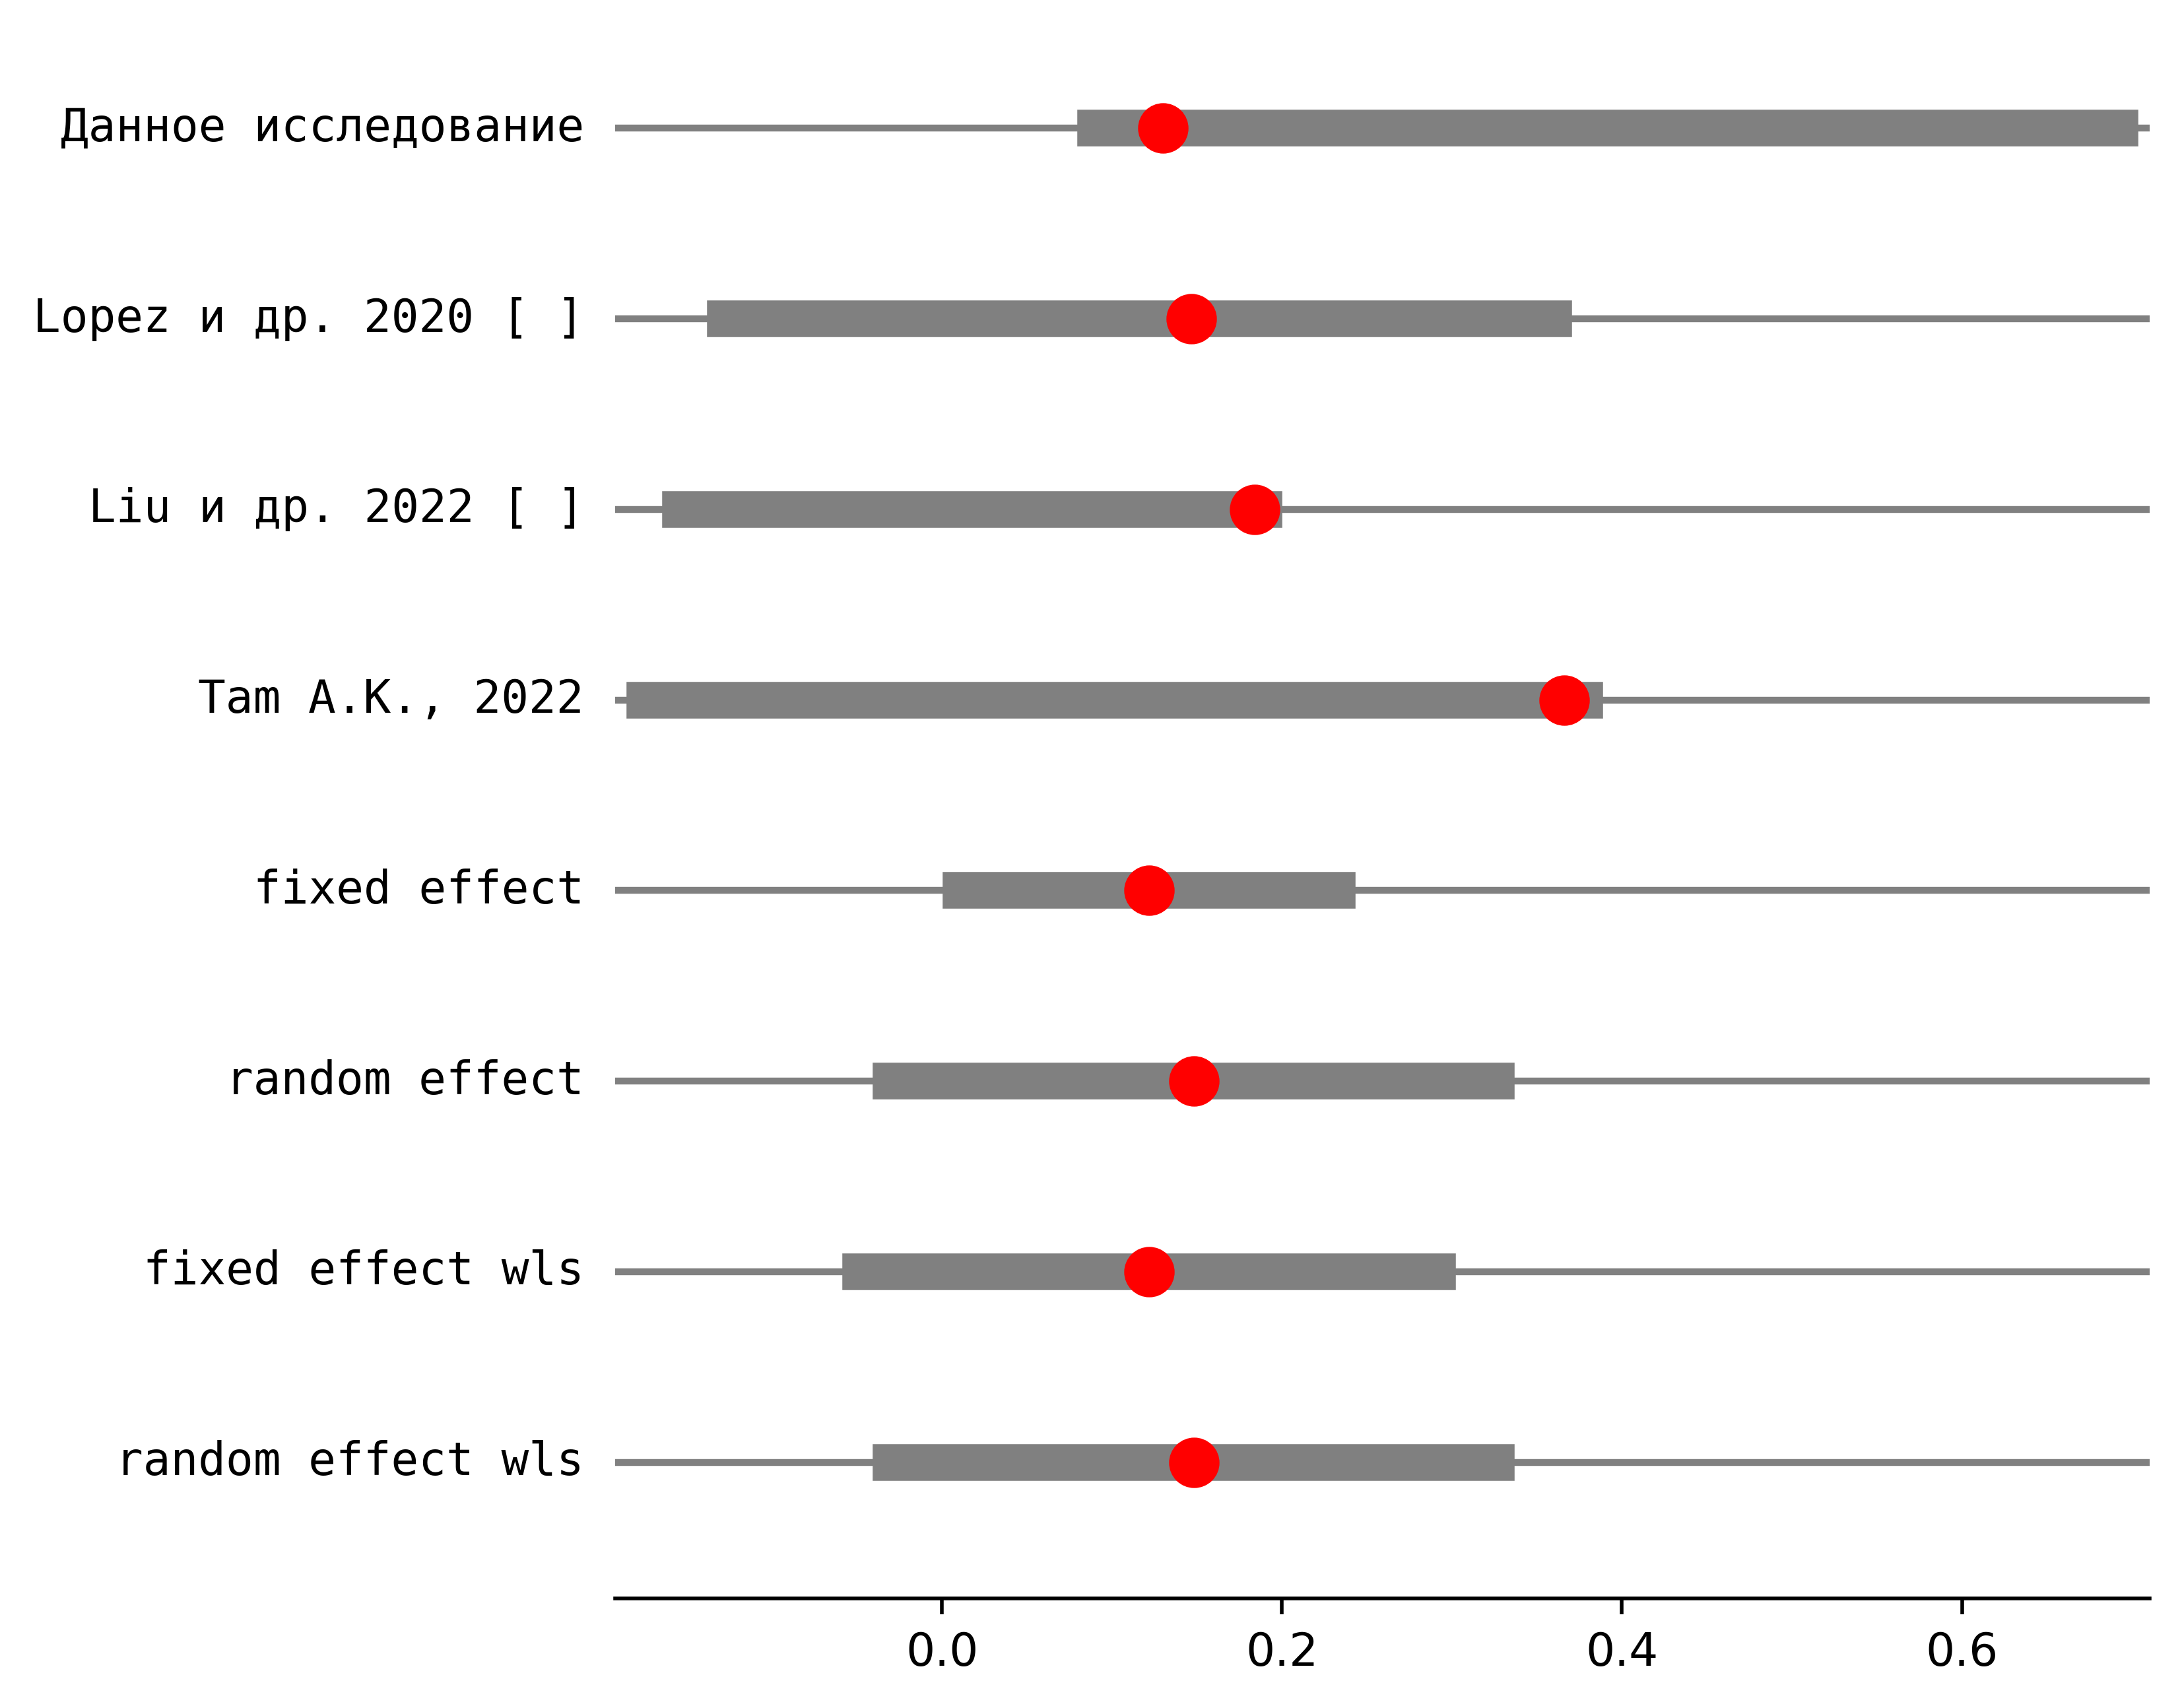 Данное исследование
Lopez и др. 2020 [ ]
Liu и др. 2022 [ ]
Tam A.K., 2022
fixed effect
random effect
fixed effect wls
random effect wls
0.0 0.2 0.4 0.6